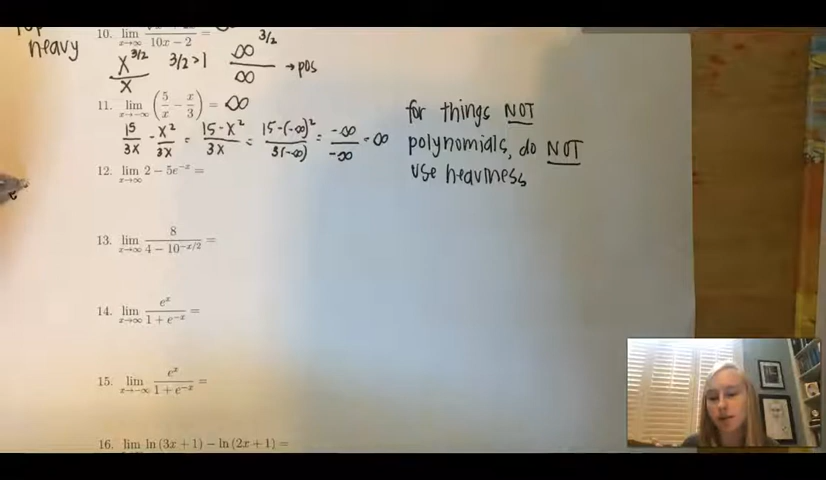 heavy
10. lim x→∞ 10x − 2 =
x^3/2 / x 3/2 > 1 ∞^3/2 / ∞ → pos
11. lim x→−∞ (5/x − x/3) = ∞
15/3x - x²/3x = 15-x²/3x = 15-(-∞)²/3(-∞) = -∞/-∞ = ∞
for things NOT
polynomials, do NOT
use heaviness
12. lim x→∞ 2 − 5e^−x =
13. lim x→∞ 8/4 − 10^−x/2 =
14. lim x→∞ e^x/1 + e^−x =
15. lim x→−∞ e^x/1 + e^−x =
16. lim ln (3x + 1) − ln (2x + 1) =